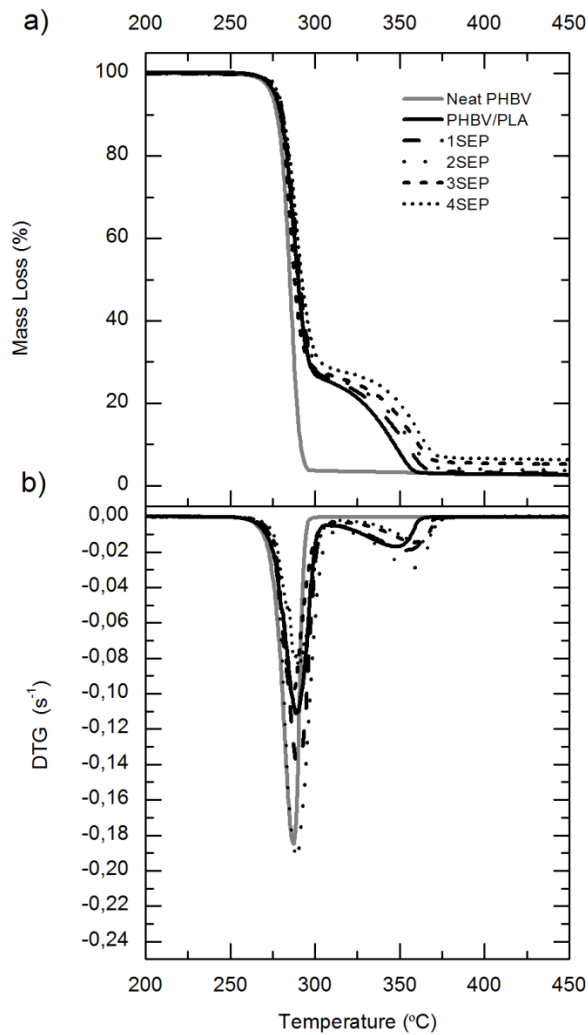 a)
200 250 300 350 400 450
100
80
60
40
20
0
Mass Loss (%)
Neat PHBV
PHBV/PLA
1SEP
2SEP
3SEP
4SEP
b)
0,00
-0,02
-0,04
-0,06
-0,08
-0,10
-0,12
-0,14
-0,16
-0,18
-0,20
-0,22
-0,24
DTG (s⁻¹)
200 250 300 350 400 450
Temperature (ºC)